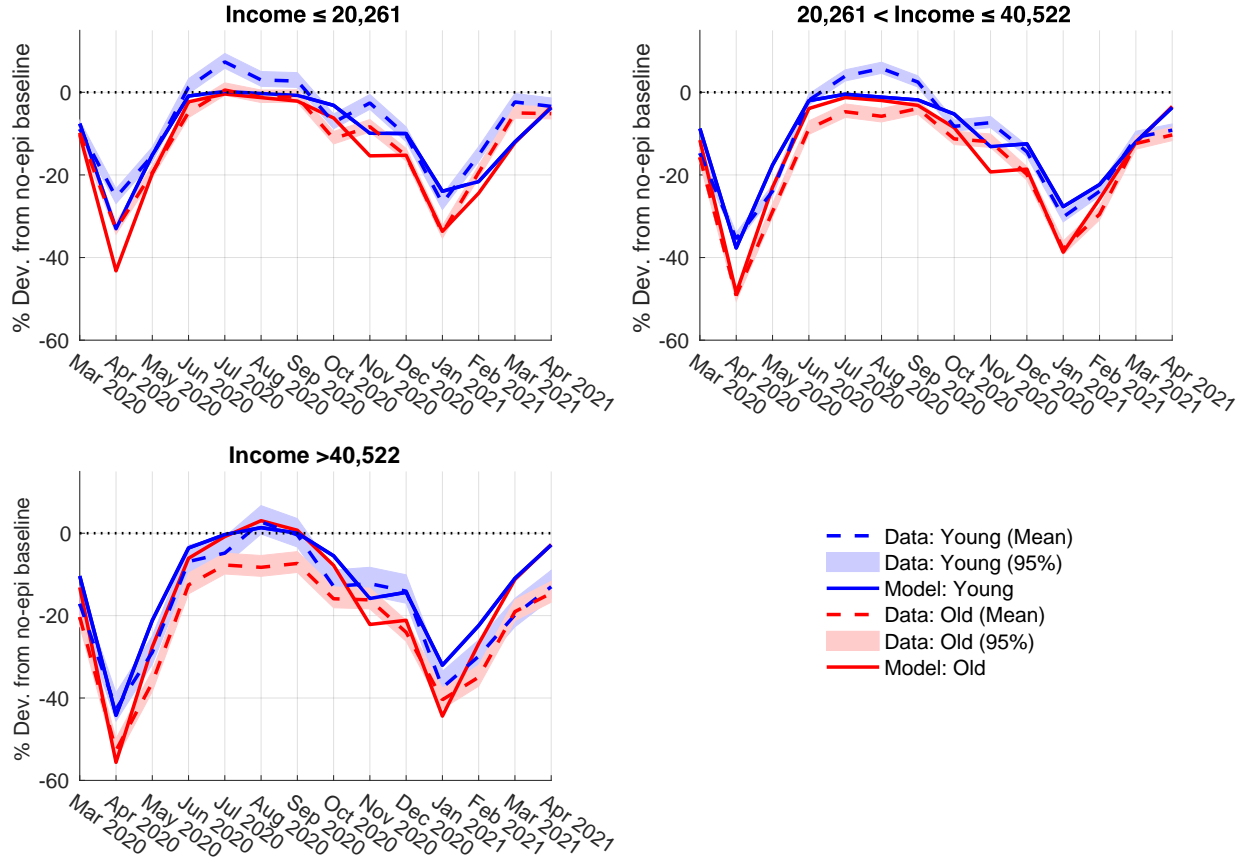 Income ≤ 20,261
% Dev. from no-epi baseline
0
-20
-40
-60
Mar 2020
Apr 2020
May 2020
Jun 2020
Jul 2020
Aug 2020
Sep 2020
Oct 2020
Nov 2020
Dec 2020
Jan 2021
Feb 2021
Mar 2021
Apr 2021
20,261 < Income ≤ 40,522
% Dev. from no-epi baseline
0
-20
-40
-60
Mar 2020
Apr 2020
May 2020
Jun 2020
Jul 2020
Aug 2020
Sep 2020
Oct 2020
Nov 2020
Dec 2020
Jan 2021
Feb 2021
Mar 2021
Apr 2021
Income >40,522
% Dev. from no-epi baseline
0
-20
-40
-60
Mar 2020
Apr 2020
May 2020
Jun 2020
Jul 2020
Aug 2020
Sep 2020
Oct 2020
Nov 2020
Dec 2020
Jan 2021
Feb 2021
Mar 2021
Apr 2021
Data: Young (Mean)
Data: Young (95%)
Model: Young
Data: Old (Mean)
Data: Old (95%)
Model: Old